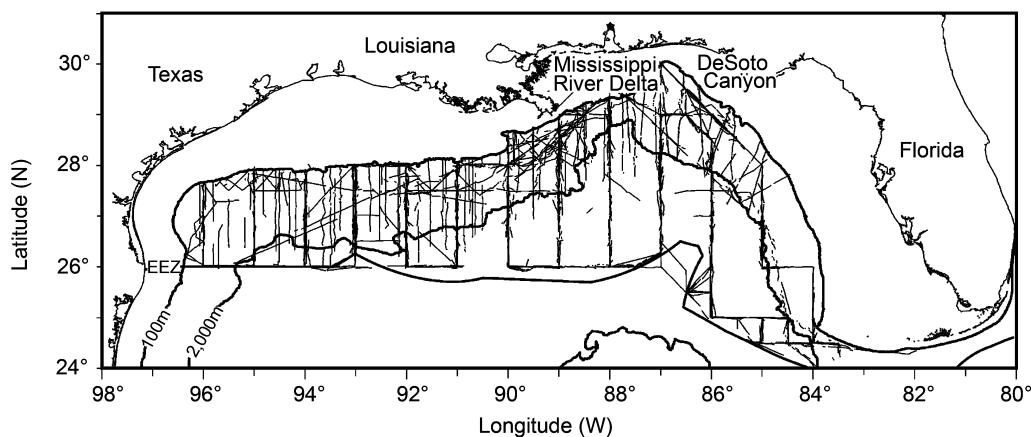 Louisiana
Texas
Mississippi
River Delta
DeSoto
Canyon
Florida
Latitude (N)
30°
28°
26°
24°
EEZ
100m
2,000m
98°
96°
94°
92°
90°
88°
86°
84°
82°
80°
Longitude (W)